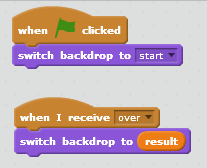 when clicked
switch backdrop to start
when I receive over
switch backdrop to result